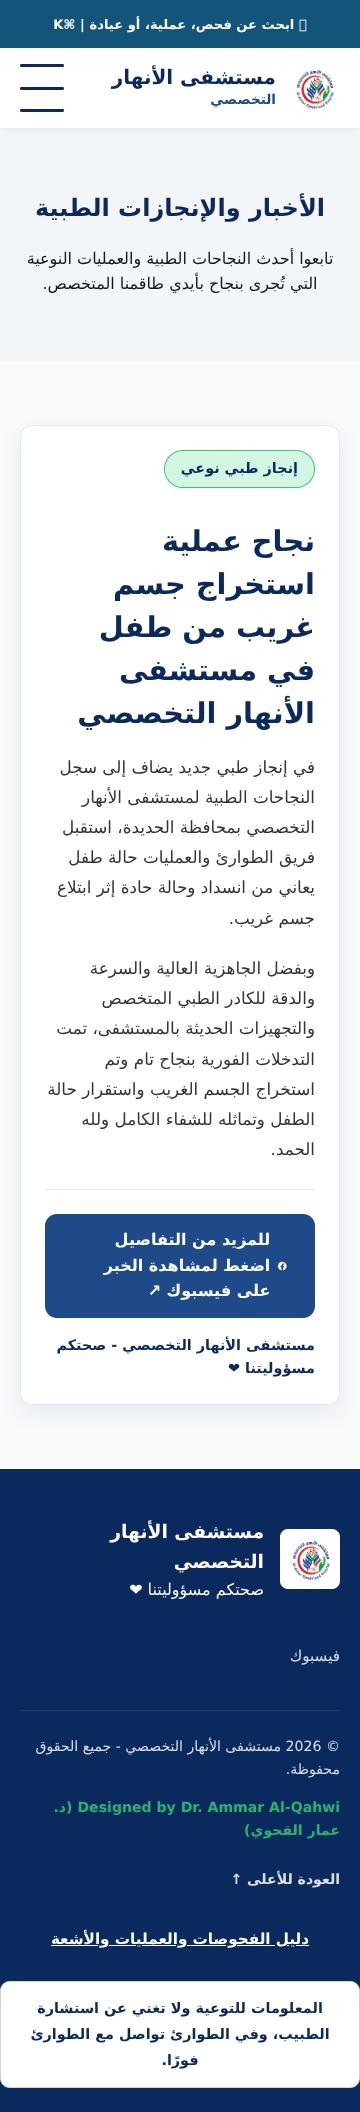 ابحث عن فحص، عملية، أو عيادة | ⌘K
مستشفى الأنهار
التخصصي
الأخبار والإنجازات الطبية
تابعوا أحدث النجاحات الطبية والعمليات النوعية
التي تُجرى بنجاح بأيدي طاقمنا المتخصص.
إنجاز طبي نوعي
نجاح عملية
استخراج جسم
غريب من طفل
في مستشفى
الأنهار التخصصي
في إنجاز طبي جديد يضاف إلى سجل
النجاحات الطبية لمستشفى الأنهار
التخصصي بمحافظة الحديدة، استقبل
فريق الطوارئ والعمليات حالة طفل
يعاني من انسداد وحالة حادة إثر ابتلاع
جسم غريب.
وبفضل الجاهزية العالية والسرعة
والدقة للكادر الطبي المتخصص
والتجهيزات الحديثة بالمستشفى، تمت
التدخلات الفورية بنجاح تام وتم
استخراج الجسم الغريب واستقرار حالة
الطفل وتماثله للشفاء الكامل ولله
الحمد.
للمزيد من التفاصيل
اضغط لمشاهدة الخبر
على فيسبوك ↗
مستشفى الأنهار التخصصي - صحتكم
مسؤوليتنا ❤
مستشفى الأنهار
التخصصي
صحتكم مسؤوليتنا ❤
فيسبوك
© 2026 مستشفى الأنهار التخصصي - جميع الحقوق
محفوظة.
Designed by Dr. Ammar Al-Qahwi (د.
عمار القحوي)
العودة للأعلى ↑
دليل الفحوصات والعمليات والأشعة
المعلومات للتوعية ولا تغني عن استشارة
الطبيب، وفي الطوارئ تواصل مع الطوارئ
فورًا.